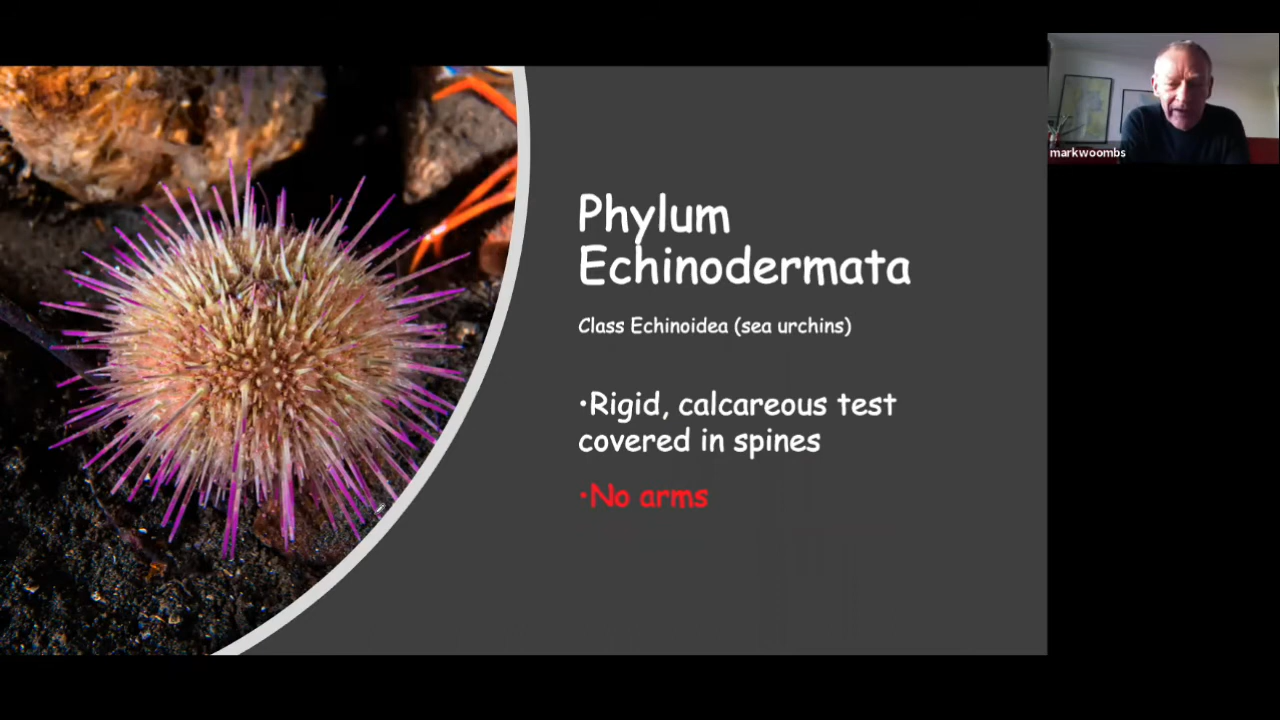 Phylum
Echinodermata
Class Echinoidea (sea urchins)
•Rigid, calcareous test
covered in spines
•No arms
markwoombs